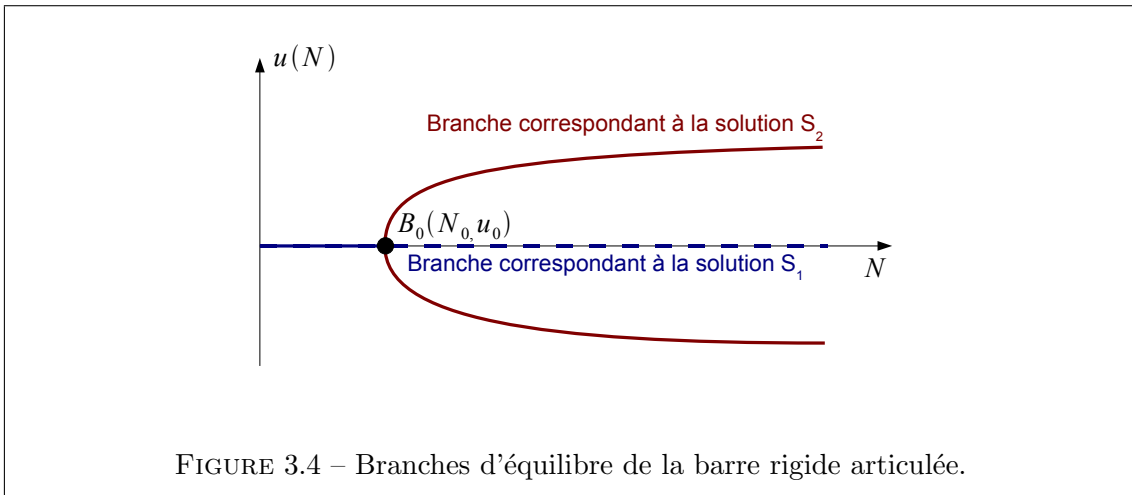 u(N)
Branche correspondant à la solution S₂
B₀(N₀, u₀)
Branche correspondant à la solution S₁
N
FIGURE 3.4 – Branches d'équilibre de la barre rigide articulée.